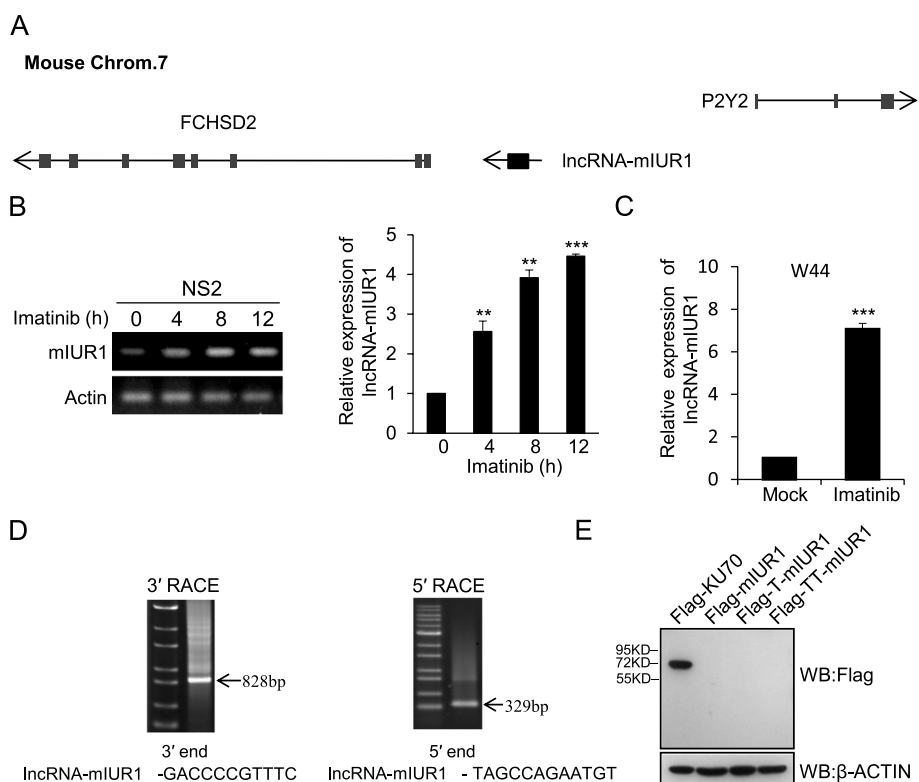 A
Mouse Chrom.7
P2Y2
FCHSD2
lncRNA-mIUR1
B
NS2
Imatinib (h) 0 4 8 12
mIUR1
Actin
Relative expression of
lncRNA-mIUR1
5
4
3
2
1
0
** ** ***
0 4 8 12
Imatinib (h)
C
W44
Relative expression of
lncRNA-mIUR1
10
8
6
4
2
0
***
Mock Imatinib
D
3′ RACE
828bp
3′ end
lncRNA-mIUR1 -GACCCCGTTTC
5′ RACE
329bp
5′ end
lncRNA-mIUR1 - TAGCCAGAATGT
E
Flag-KU70
Flag-mIUR1
Flag-T-mIUR1
Flag-TT-mIUR1
95KD
72KD
55KD
WB:Flag
WB:β-ACTIN